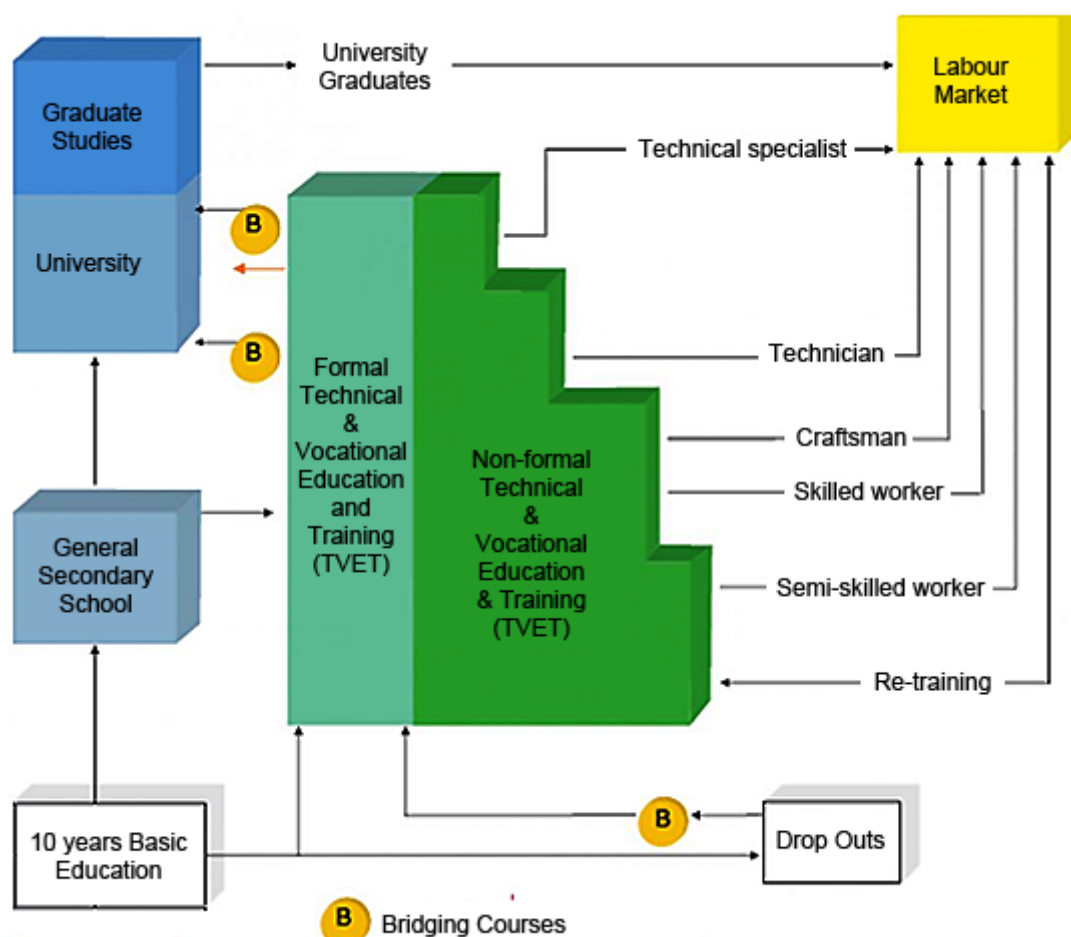 University
Graduates
Labour
Market
Graduate
Studies
Technical specialist
B
University
B
Technician
Formal
Technical
&
Vocational
Education
and
Training
(TVET)
Craftsman
Non-formal
Technical
&
Vocational
Education
& Training
(TVET)
Skilled worker
General
Secondary
School
Semi-skilled worker
Re-training
B
10 years Basic
Education
Drop Outs
B Bridging Courses